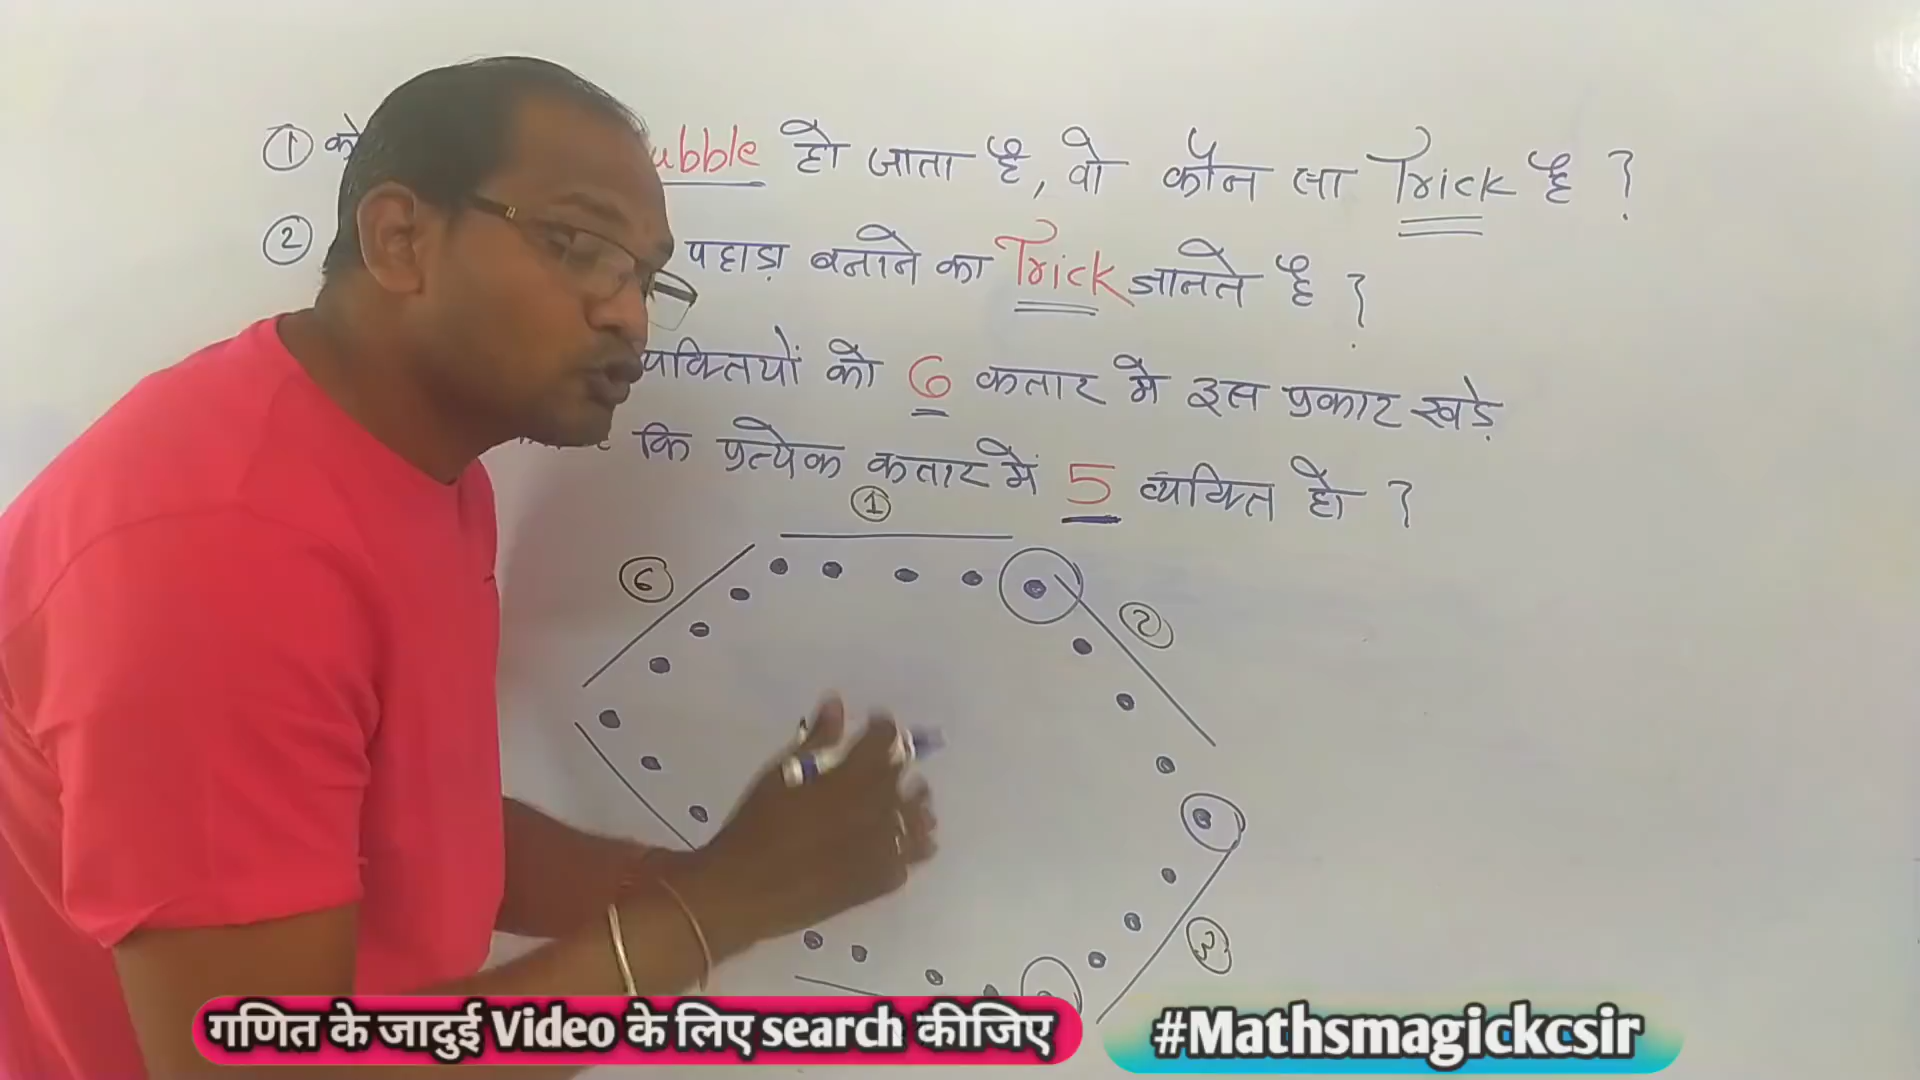 ① को ubble हो जाता है, वो कौन सा Trick है ?
② पहाड़ा बनाने का Trick जानते है ?
व्यक्तियों को 6 कतार में इस प्रकार खड़े
कि प्रत्येक कतार में 5 व्यक्ति हो ?
①
⑥
②
③
गणित के जादुई Video के लिए search कीजिए
#Mathsmagickcsir